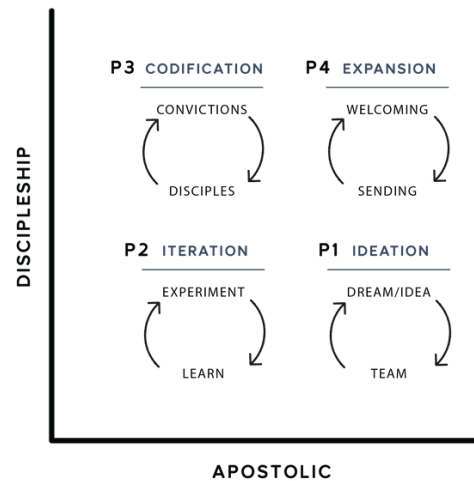 P3 CODIFICATION
CONVICTIONS
DISCIPLES
P4 EXPANSION
WELCOMING
SENDING
P2 ITERATION
EXPERIMENT
LEARN
P1 IDEATION
DREAM/IDEA
TEAM
DISCIPLESHIP
APOSTOLIC